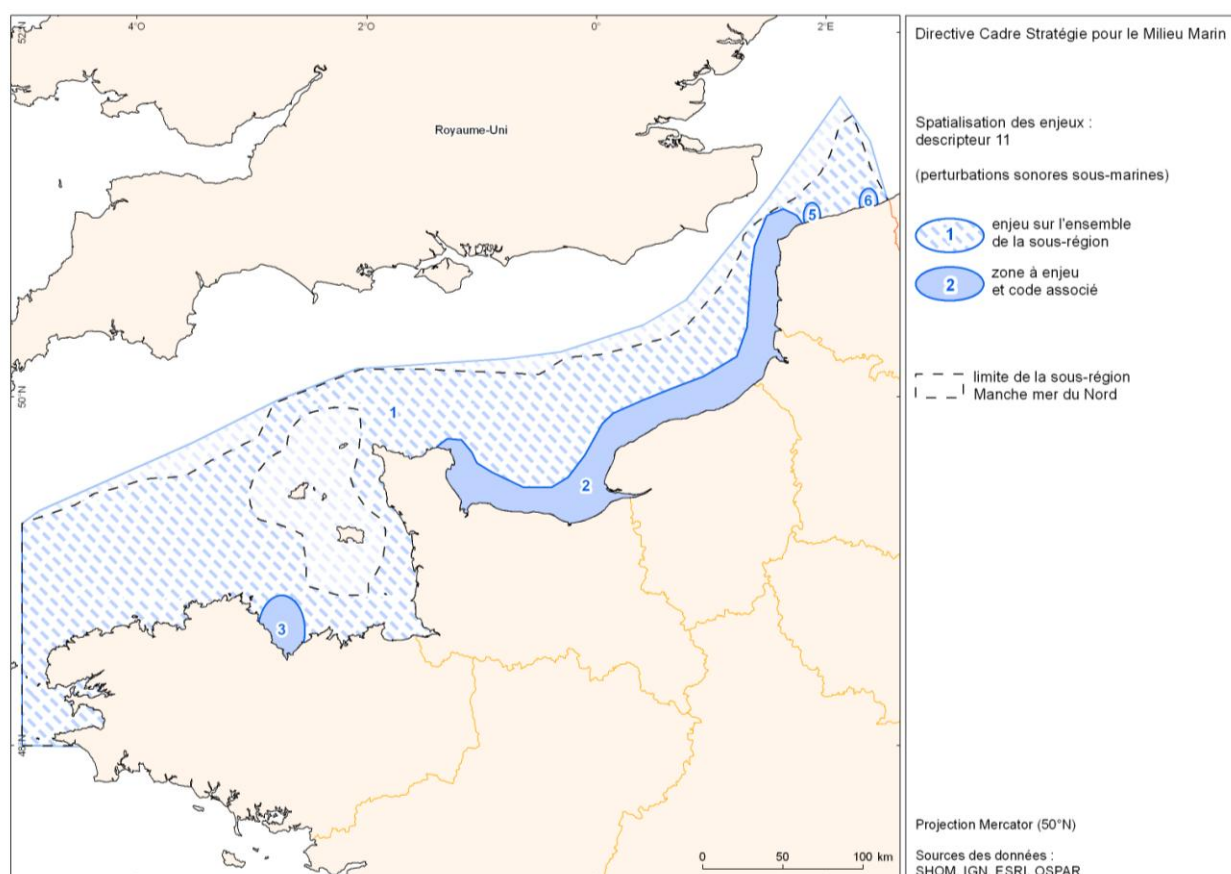 4°O
2°O
0°
2°E
52°N
50°N
48°N
Royaume-Uni
1
2
3
5
6
0 50 100 km
Directive Cadre Stratégie pour le Milieu Marin
Spatialisation des enjeux :
descripteur 11
(perturbations sonores sous-marines)
1 enjeu sur l'ensemble
de la sous-région
2 zone à enjeu
et code associé
limite de la sous-région
Manche mer du Nord
Projection Mercator (50°N)
Sources des données :
SHOM, IGN, ESRI, OSPAR